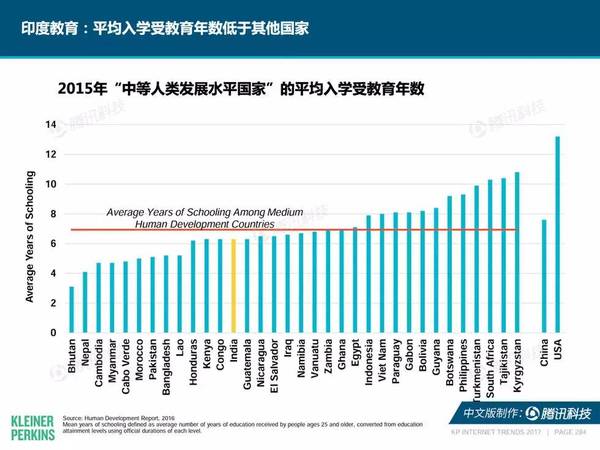 印度教育：平均入学受教育年数低于其他国家
2015年“中等人类发展水平国家”的平均入学受教育年数
腾讯科技
腾讯科技
14
12
10
8
6
4
2
0
Average Years of Schooling
Average Years of Schooling Among Medium
Human Development Countries
腾讯科技
Bhutan
Nepal
Cambodia
Myanmar
Cabo Verde
Morocco
Pakistan
Bangladesh
Lao
Honduras
Kenya
Congo
India
Guatemala
Nicaragua
El Salvador
Iraq
Namibia
Vanuatu
Zambia
Ghana
Egypt
Indonesia
Viet Nam
Paraguay
Gabon
Bolivia
Guyana
Botswana
Philippines
Turkmenistan
South Africa
Tajikistan
Kyrgyzstan
China
USA
KLEINER
PERKINS
Source: Human Development Report, 2016
Mean years of schooling defined as average number of years of education received by people ages 25 and older, converted from education
attainment levels using official durations of each level.
中文版制作： 腾讯科技
KP INTERNET TRENDS 2017 | PAGE 284